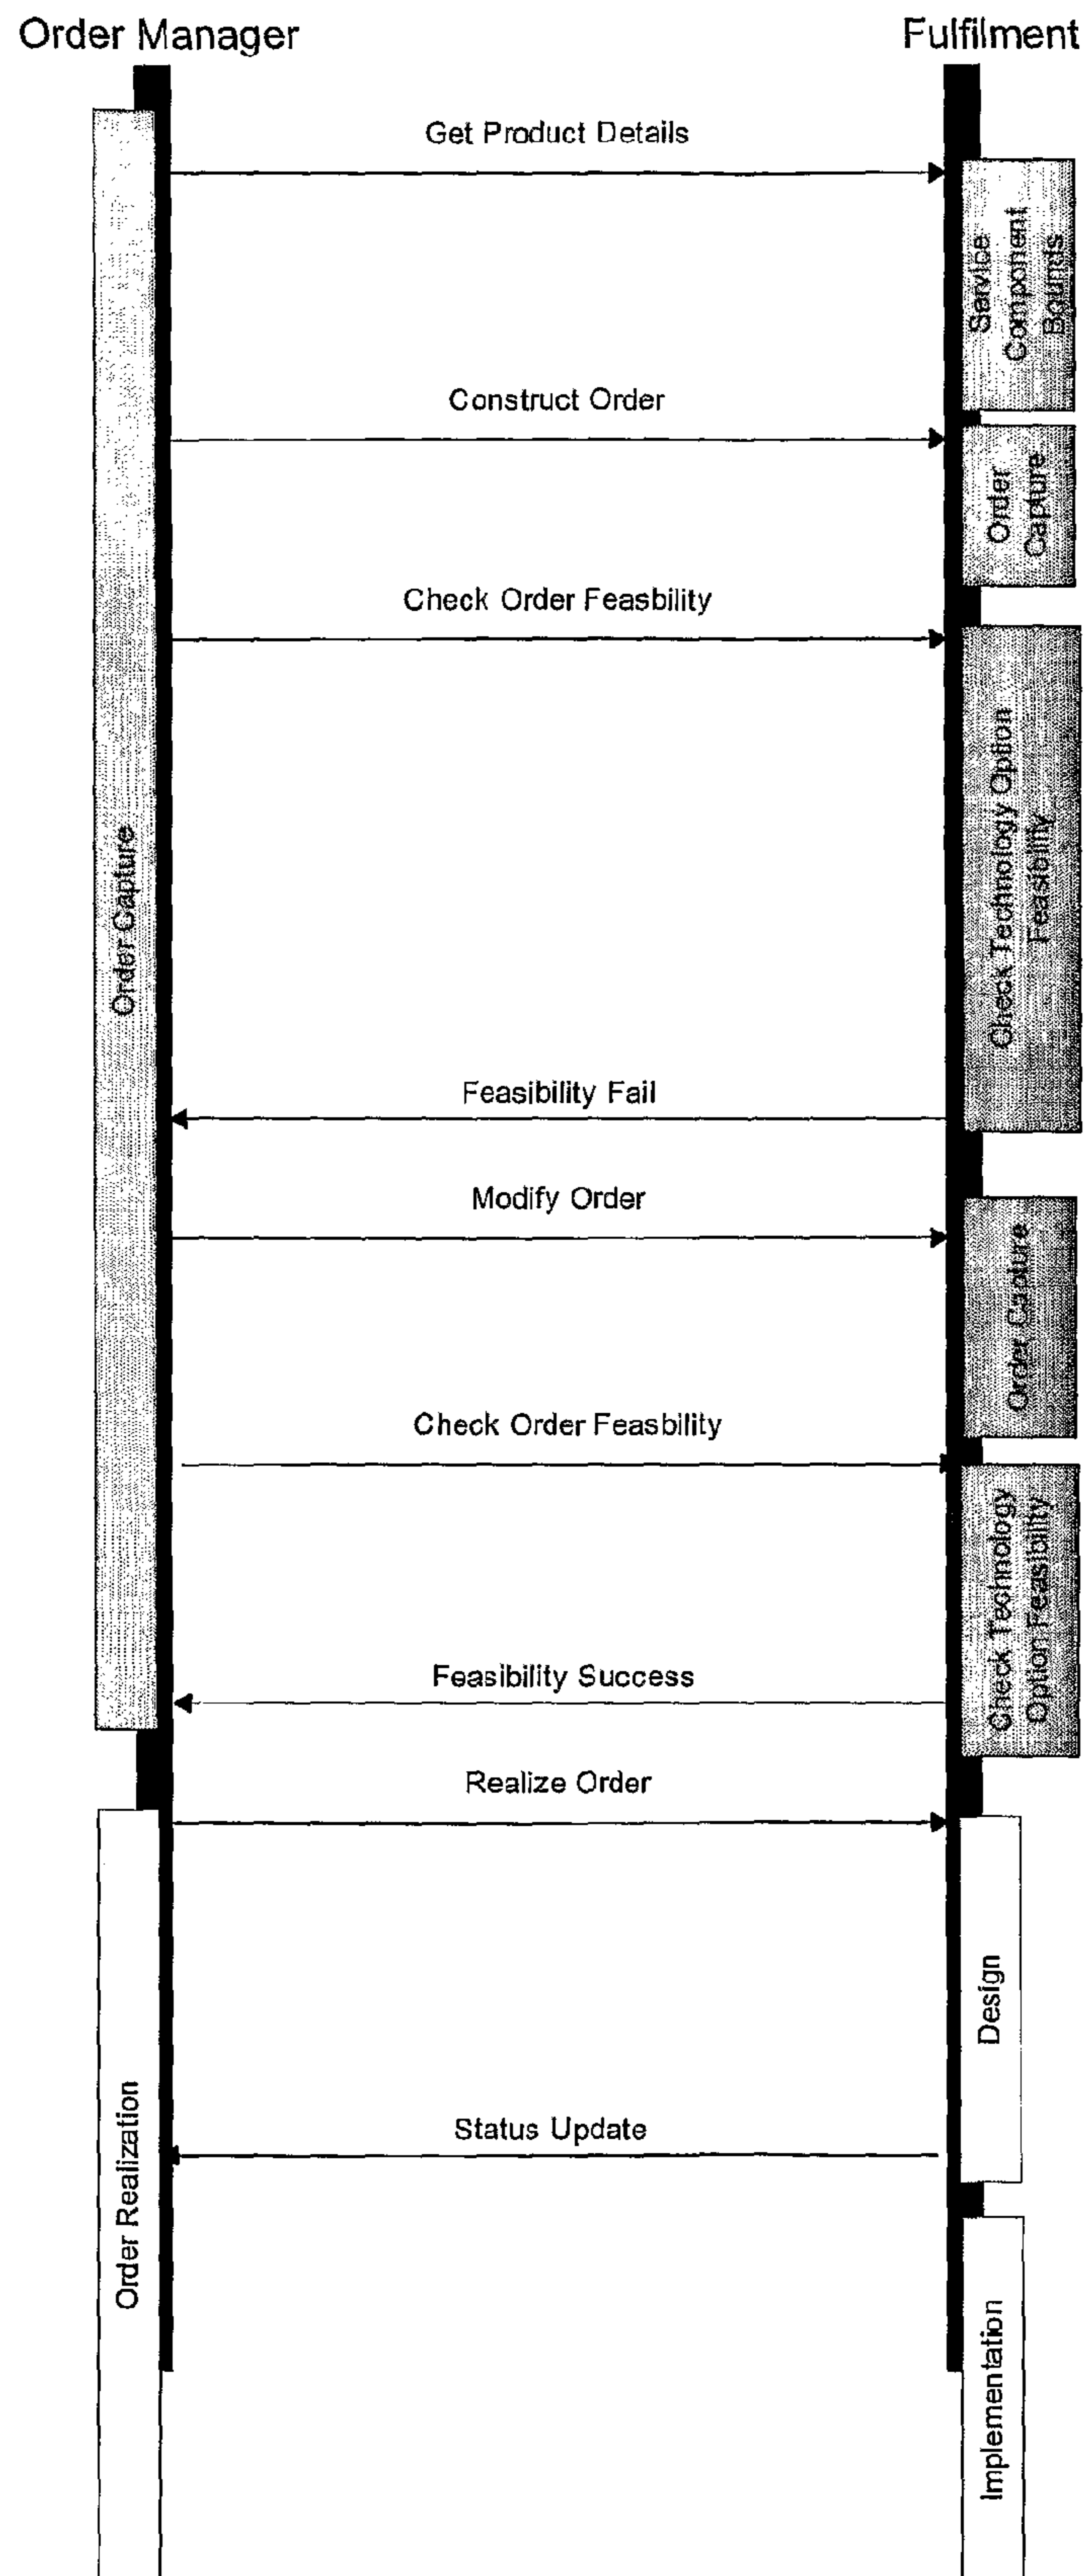 Order Manager
Fulfilment
Get Product Details
Service
Component
Bounds
Construct Order
Order
Capture
Check Order Feasbility
Check Technology Option
Feasibility
Order Capture
Feasibility Fail
Modify Order
Order Capture
Check Order Feasbility
Check Technology
Option Feasibility
Feasibility Success
Realize Order
Design
Status Update
Order Realization
Implementation